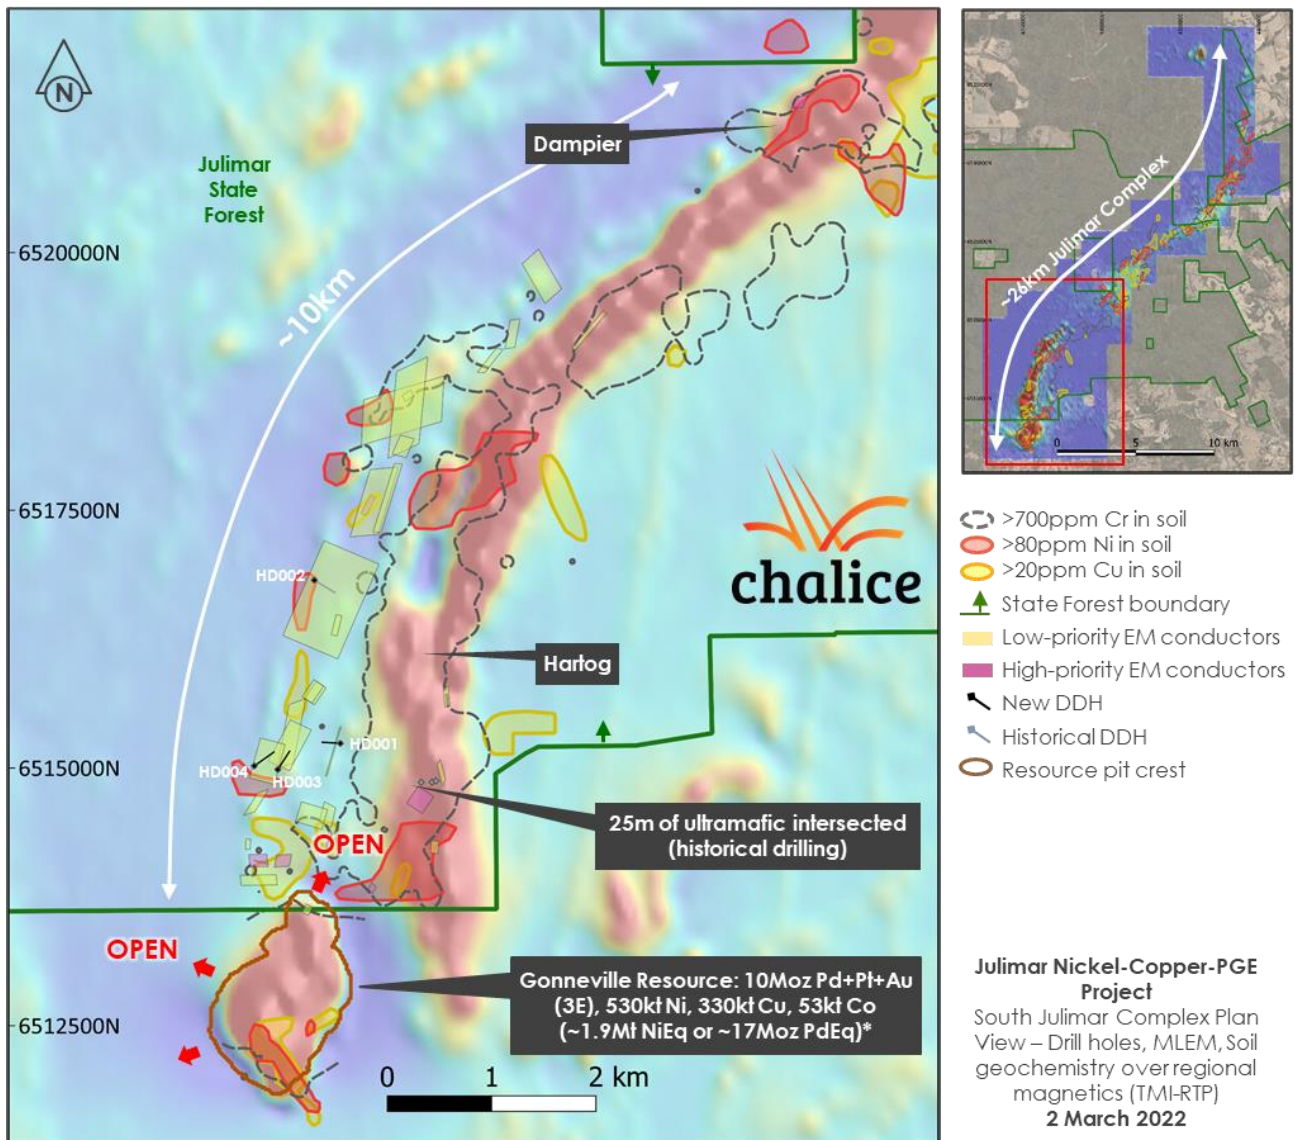 N
Julimar
State
Forest
Dampier
6520000N
~10km
6517500N
HD002
Hartog
chalice
HD001
6515000N
HD004
HD003
25m of ultramafic intersected
(historical drilling)
OPEN
OPEN
Gonneville Resource: 10Moz Pd+Pt+Au
(3E), 530kt Ni, 330kt Cu, 53kt Co
(~1.9Mt NiEq or ~17Moz PdEq)*
6512500N
0 1 2 km
~26km Julimar Complex
0 5 10 km
>700ppm Cr in soil
>80ppm Ni in soil
>20ppm Cu in soil
State Forest boundary
Low-priority EM conductors
High-priority EM conductors
New DDH
Historical DDH
Resource pit crest
Julimar Nickel-Copper-PGE
Project
South Julimar Complex Plan
View – Drill holes, MLEM, Soil
geochemistry over regional
magnetics (TMI-RTP)
2 March 2022